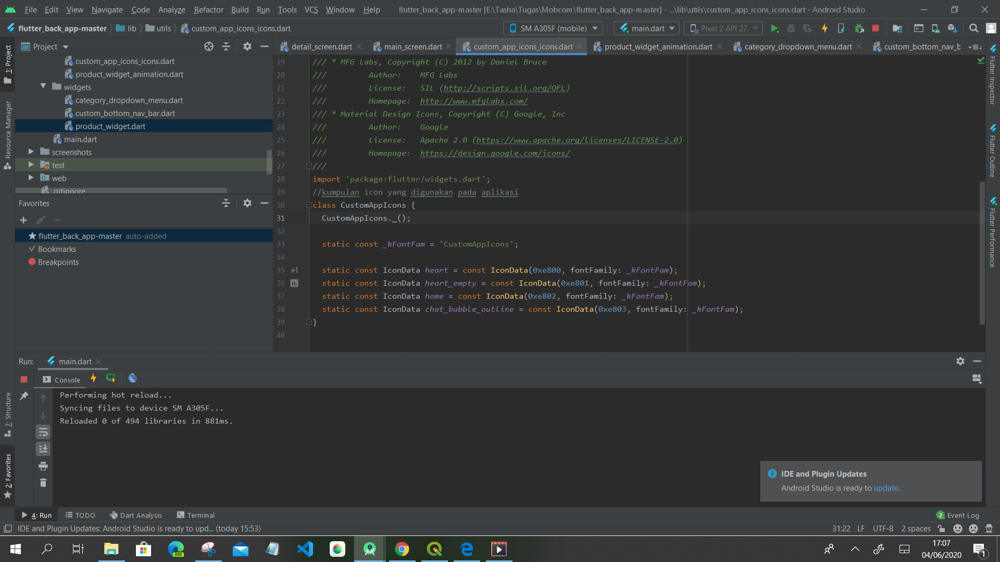 File Edit View Navigate Code Analyze Refactor Build Run Tools VCS Window Help flutter_back_app-master [E:\Tasha\Tugas\Mobcom\flutter_back_app-master] - ...\lib\utils\custom_app_icons_icons.dart - Android Studio
flutter_back_app-master lib utils custom_app_icons_icons.dart SM A305F (mobile) main.dart Pixel 2 API 27
Project
detail_screen.dart main_screen.dart custom_app_icons_icons.dart product_widget_animation.dart category_dropdown_menu.dart custom_bottom_nav_b 4
1: Project
Resource Manager
7: Structure
2: Favorites
custom_app_icons_icons.dart
product_widget_animation.dart
widgets
category_dropdown_menu.dart
custom_bottom_nav_bar.dart
product_widget.dart
main.dart
screenshots
test
web
.gitignore
Favorites
flutter_back_app-master auto-added
Bookmarks
Breakpoints
19 /// * MFG Labs, Copyright (C) 2012 by Daniel Bruce
20 /// Author: MFG Labs
21 /// License: SIL (http://scripts.sil.org/OFL)
22 /// Homepage: http://www.mfglabs.com/
23 /// * Material Design Icons, Copyright (C) Google, Inc
24 /// Author: Google
25 /// License: Apache 2.0 (https://www.apache.org/licenses/LICENSE-2.0)
26 /// Homepage: https://design.google.com/icons/
27 ///
28 import 'package:flutter/widgets.dart';
29 //kumpulan icon yang digunakan pada aplikasi
30 class CustomAppIcons {
31 CustomAppIcons._();
32
33 static const _kFontFam = 'CustomAppIcons';
34
35 +1 static const IconData heart = const IconData(0xe800, fontFamily: _kFontFam);
36 static const IconData heart_empty = const IconData(0xe801, fontFamily: _kFontFam);
37 static const IconData home = const IconData(0xe802, fontFamily: _kFontFam);
38 static const IconData chat_bubble_outline = const IconData(0xe803, fontFamily: _kFontFam);
39 }
40
Flutter Inspector
Flutter Outline
Flutter Performance
Run: main.dart
Console
Performing hot reload...
Syncing files to device SM A305F...
Reloaded 0 of 494 libraries in 881ms.
IDE and Plugin Updates
Android Studio is ready to update.
4: Run TODO Dart Analysis Terminal 2 Event Log
IDE and Plugin Updates: Android Studio is ready to upd... (today 15:53) 31:22 LF UTF-8 2 spaces
DEV
17:07
04/06/2020
1